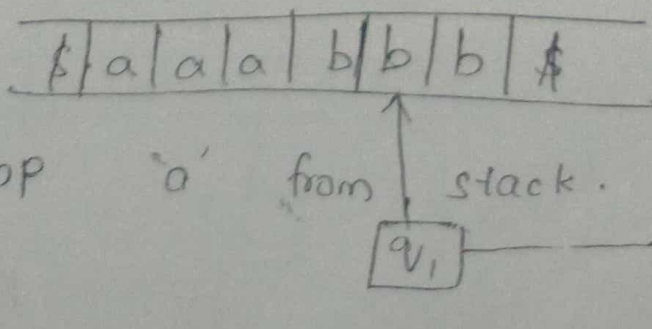 $ a a a b b b $
op 'a' from stack.
q₁